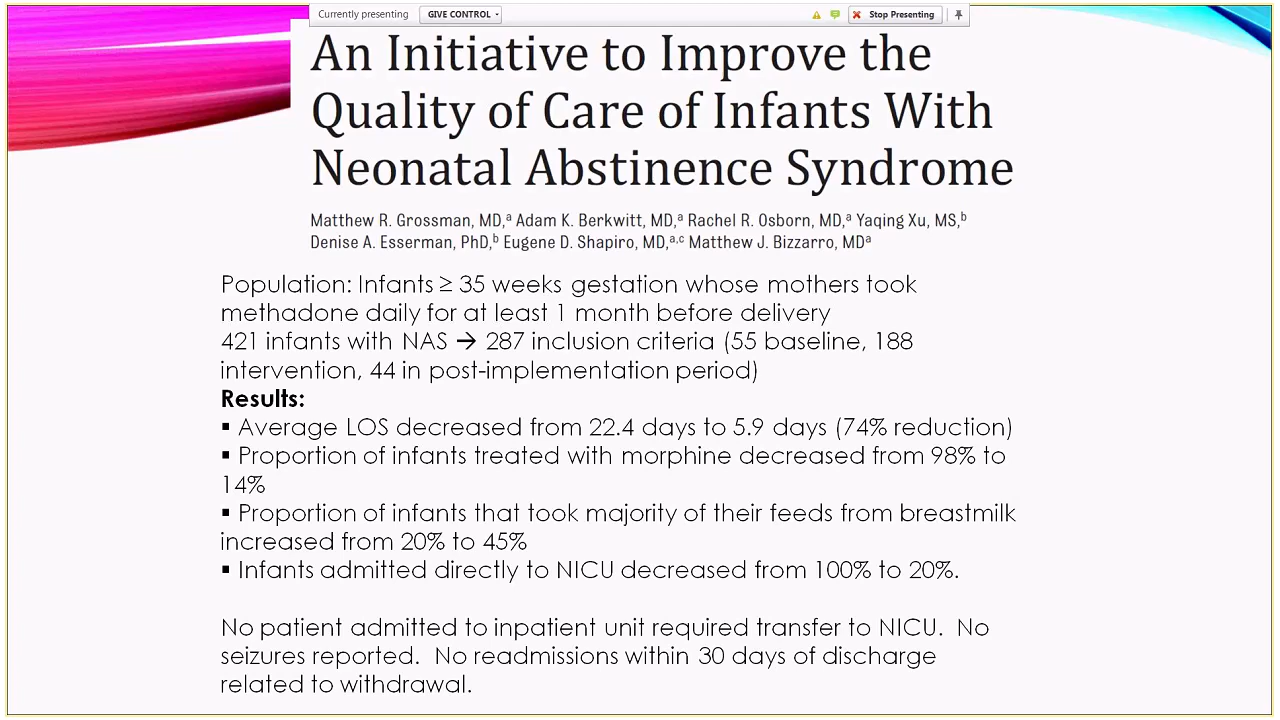 Currently presenting GIVE CONTROL Stop Presenting
An Initiative to Improve the
Quality of Care of Infants With
Neonatal Abstinence Syndrome
Matthew R. Grossman, MD,ᵃ Adam K. Berkwitt, MD,ᵃ Rachel R. Osborn, MD,ᵃ Yaqing Xu, MS,ᵇ
Denise A. Esserman, PhD,ᵇ Eugene D. Shapiro, MD,ᵃ,ᶜ Matthew J. Bizzarro, MDᵃ
Population: Infants ≥ 35 weeks gestation whose mothers took
methadone daily for at least 1 month before delivery
421 infants with NAS → 287 inclusion criteria (55 baseline, 188
intervention, 44 in post-implementation period)
Results:
▪ Average LOS decreased from 22.4 days to 5.9 days (74% reduction)
▪ Proportion of infants treated with morphine decreased from 98% to
14%
▪ Proportion of infants that took majority of their feeds from breastmilk
increased from 20% to 45%
▪ Infants admitted directly to NICU decreased from 100% to 20%.
No patient admitted to inpatient unit required transfer to NICU. No
seizures reported. No readmissions within 30 days of discharge
related to withdrawal.